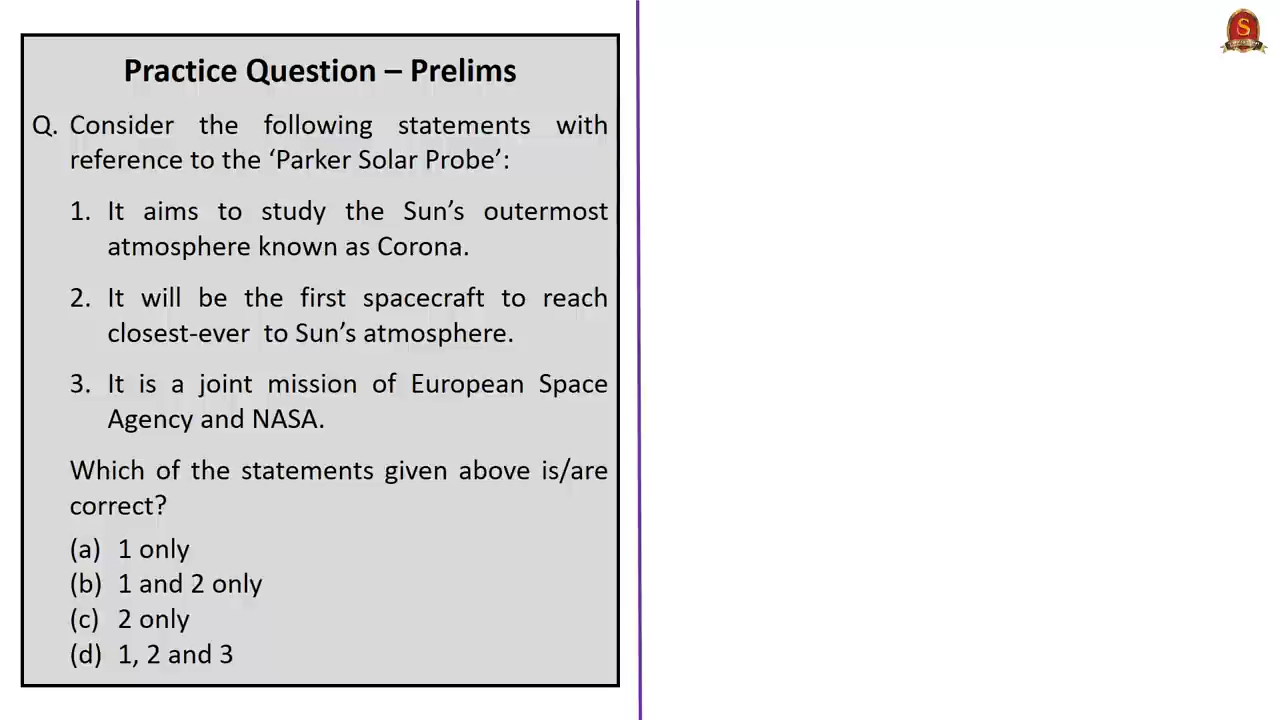 Practice Question – Prelims
Q. Consider the following statements with
reference to the ‘Parker Solar Probe’:
1. It aims to study the Sun’s outermost
atmosphere known as Corona.
2. It will be the first spacecraft to reach
closest-ever to Sun’s atmosphere.
3. It is a joint mission of European Space
Agency and NASA.
Which of the statements given above is/are
correct?
(a) 1 only
(b) 1 and 2 only
(c) 2 only
(d) 1, 2 and 3
S